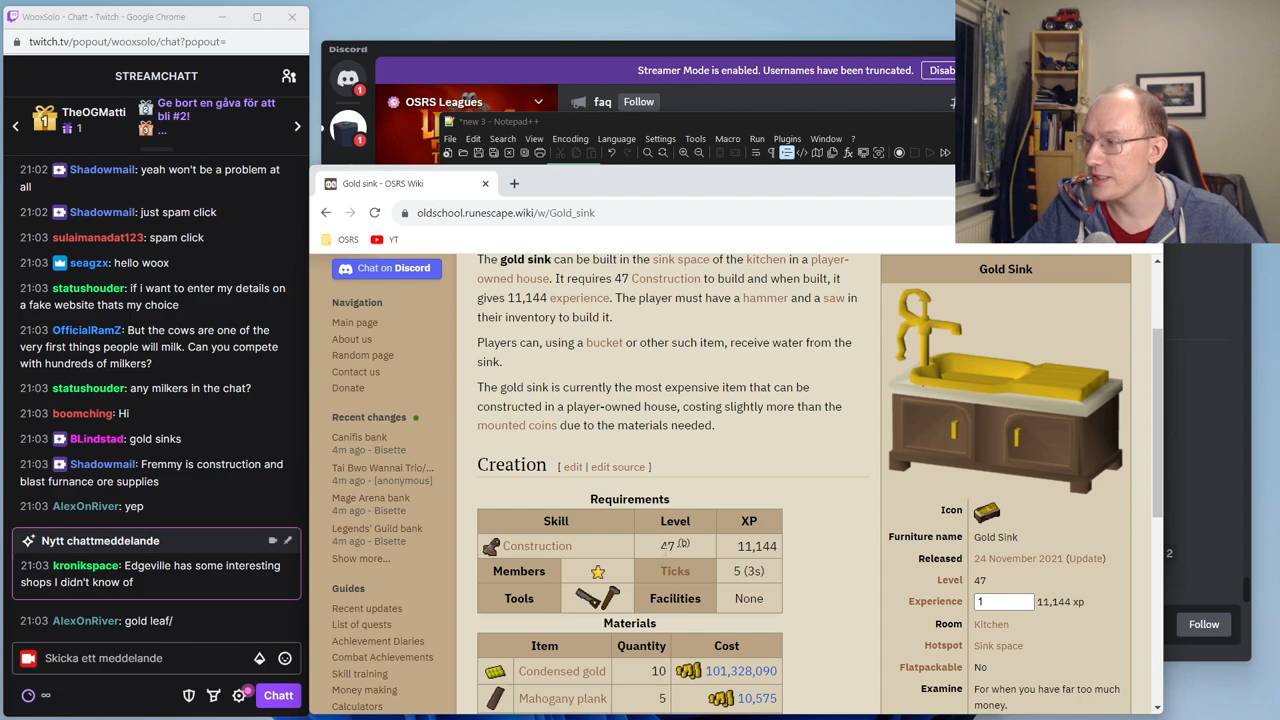 WooxSolo - Chatt - Twitch - Google Chrome
twitch.tv/popout/wooxsolo/chat?popout=
STREAMCHATT
TheOGMatti
1
Ge bort en gåva för att bli #2!
...
21:02 Shadowmail: yeah won't be a problem at
all
21:02 Shadowmail: just spam click
21:03 sulaimanadat123: spam click
21:03 seagzx: hello woox
21:03 statushouder: if i want to enter my details on
a fake website thats my choice
21:03 OfficialRamZ: But the cows are one of the
very first things people will milk. Can you compete
with hundreds of milkers?
21:03 statushouder: any milkers in the chat?
21:03 boomching: Hi
21:03 BLindstad: gold sinks
21:03 Shadowmail: Fremmy is construction and
blast furnance ore supplies
21:03 AlexOnRiver: yep
Nytt chattmeddelande
21:03 kronikspace: Edgeville has some interesting
shops I didn't know of
21:03 AlexOnRiver: gold leaf/
Skicka ett meddelande
Chatt
Discord
1
1
Streamer Mode is enabled. Usernames have been truncated.
Disab
OSRS Leagues
faq
Follow
*new 3 - Notepad++
File Edit Search View Encoding Language Settings Tools Macro Run Plugins Window ?
Gold sink - OSRS Wiki
oldschool.runescape.wiki/w/Gold_sink
OSRS
YT
Chat on Discord
Navigation
Main page
About us
Random page
Contact us
Donate
Recent changes
Canifis bank
4m ago - Bisette
Tai Bwo Wannai Trio/...
4m ago - [anonymous]
Mage Arena bank
4m ago - Bisette
Legends' Guild bank
4m ago - Bisette
Show more...
Guides
Recent updates
List of quests
Achievement Diaries
Combat Achievements
Skill training
Money making
Calculators
The gold sink can be built in the sink space of the kitchen in a player-
owned house. It requires 47 Construction to build and when built, it
gives 11,144 experience. The player must have a hammer and a saw in
their inventory to build it.
Players can, using a bucket or other such item, receive water from the
sink.
The gold sink is currently the most expensive item that can be
constructed in a player-owned house, costing slightly more than the
mounted coins due to the materials needed.
Creation [ edit | edit source ]
Requirements
Skill Level XP
Construction 47 (b) 11,144
Members Ticks 5 (3s)
Tools Facilities None
Materials
Item Quantity Cost
Condensed gold 10 101,328,090
Mahogany plank 5 10,575
Gold Sink
Icon
Furniture name Gold Sink
Released 24 November 2021 (Update)
Level 47
Experience 1 11,144 xp
Room Kitchen
Hotspot Sink space
Flatpackable No
Examine For when you have far too much
money.
2
Follow